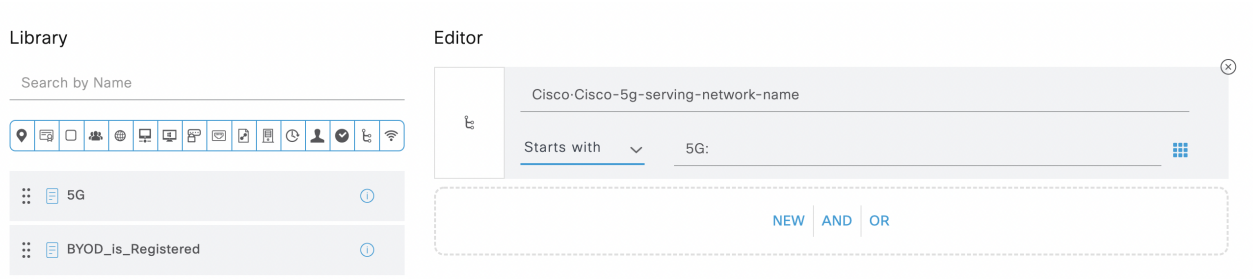 Library
Search by Name
5G
BYOD_is_Registered
Editor
Cisco·Cisco-5g-serving-network-name
Starts with
5G:
NEW AND OR